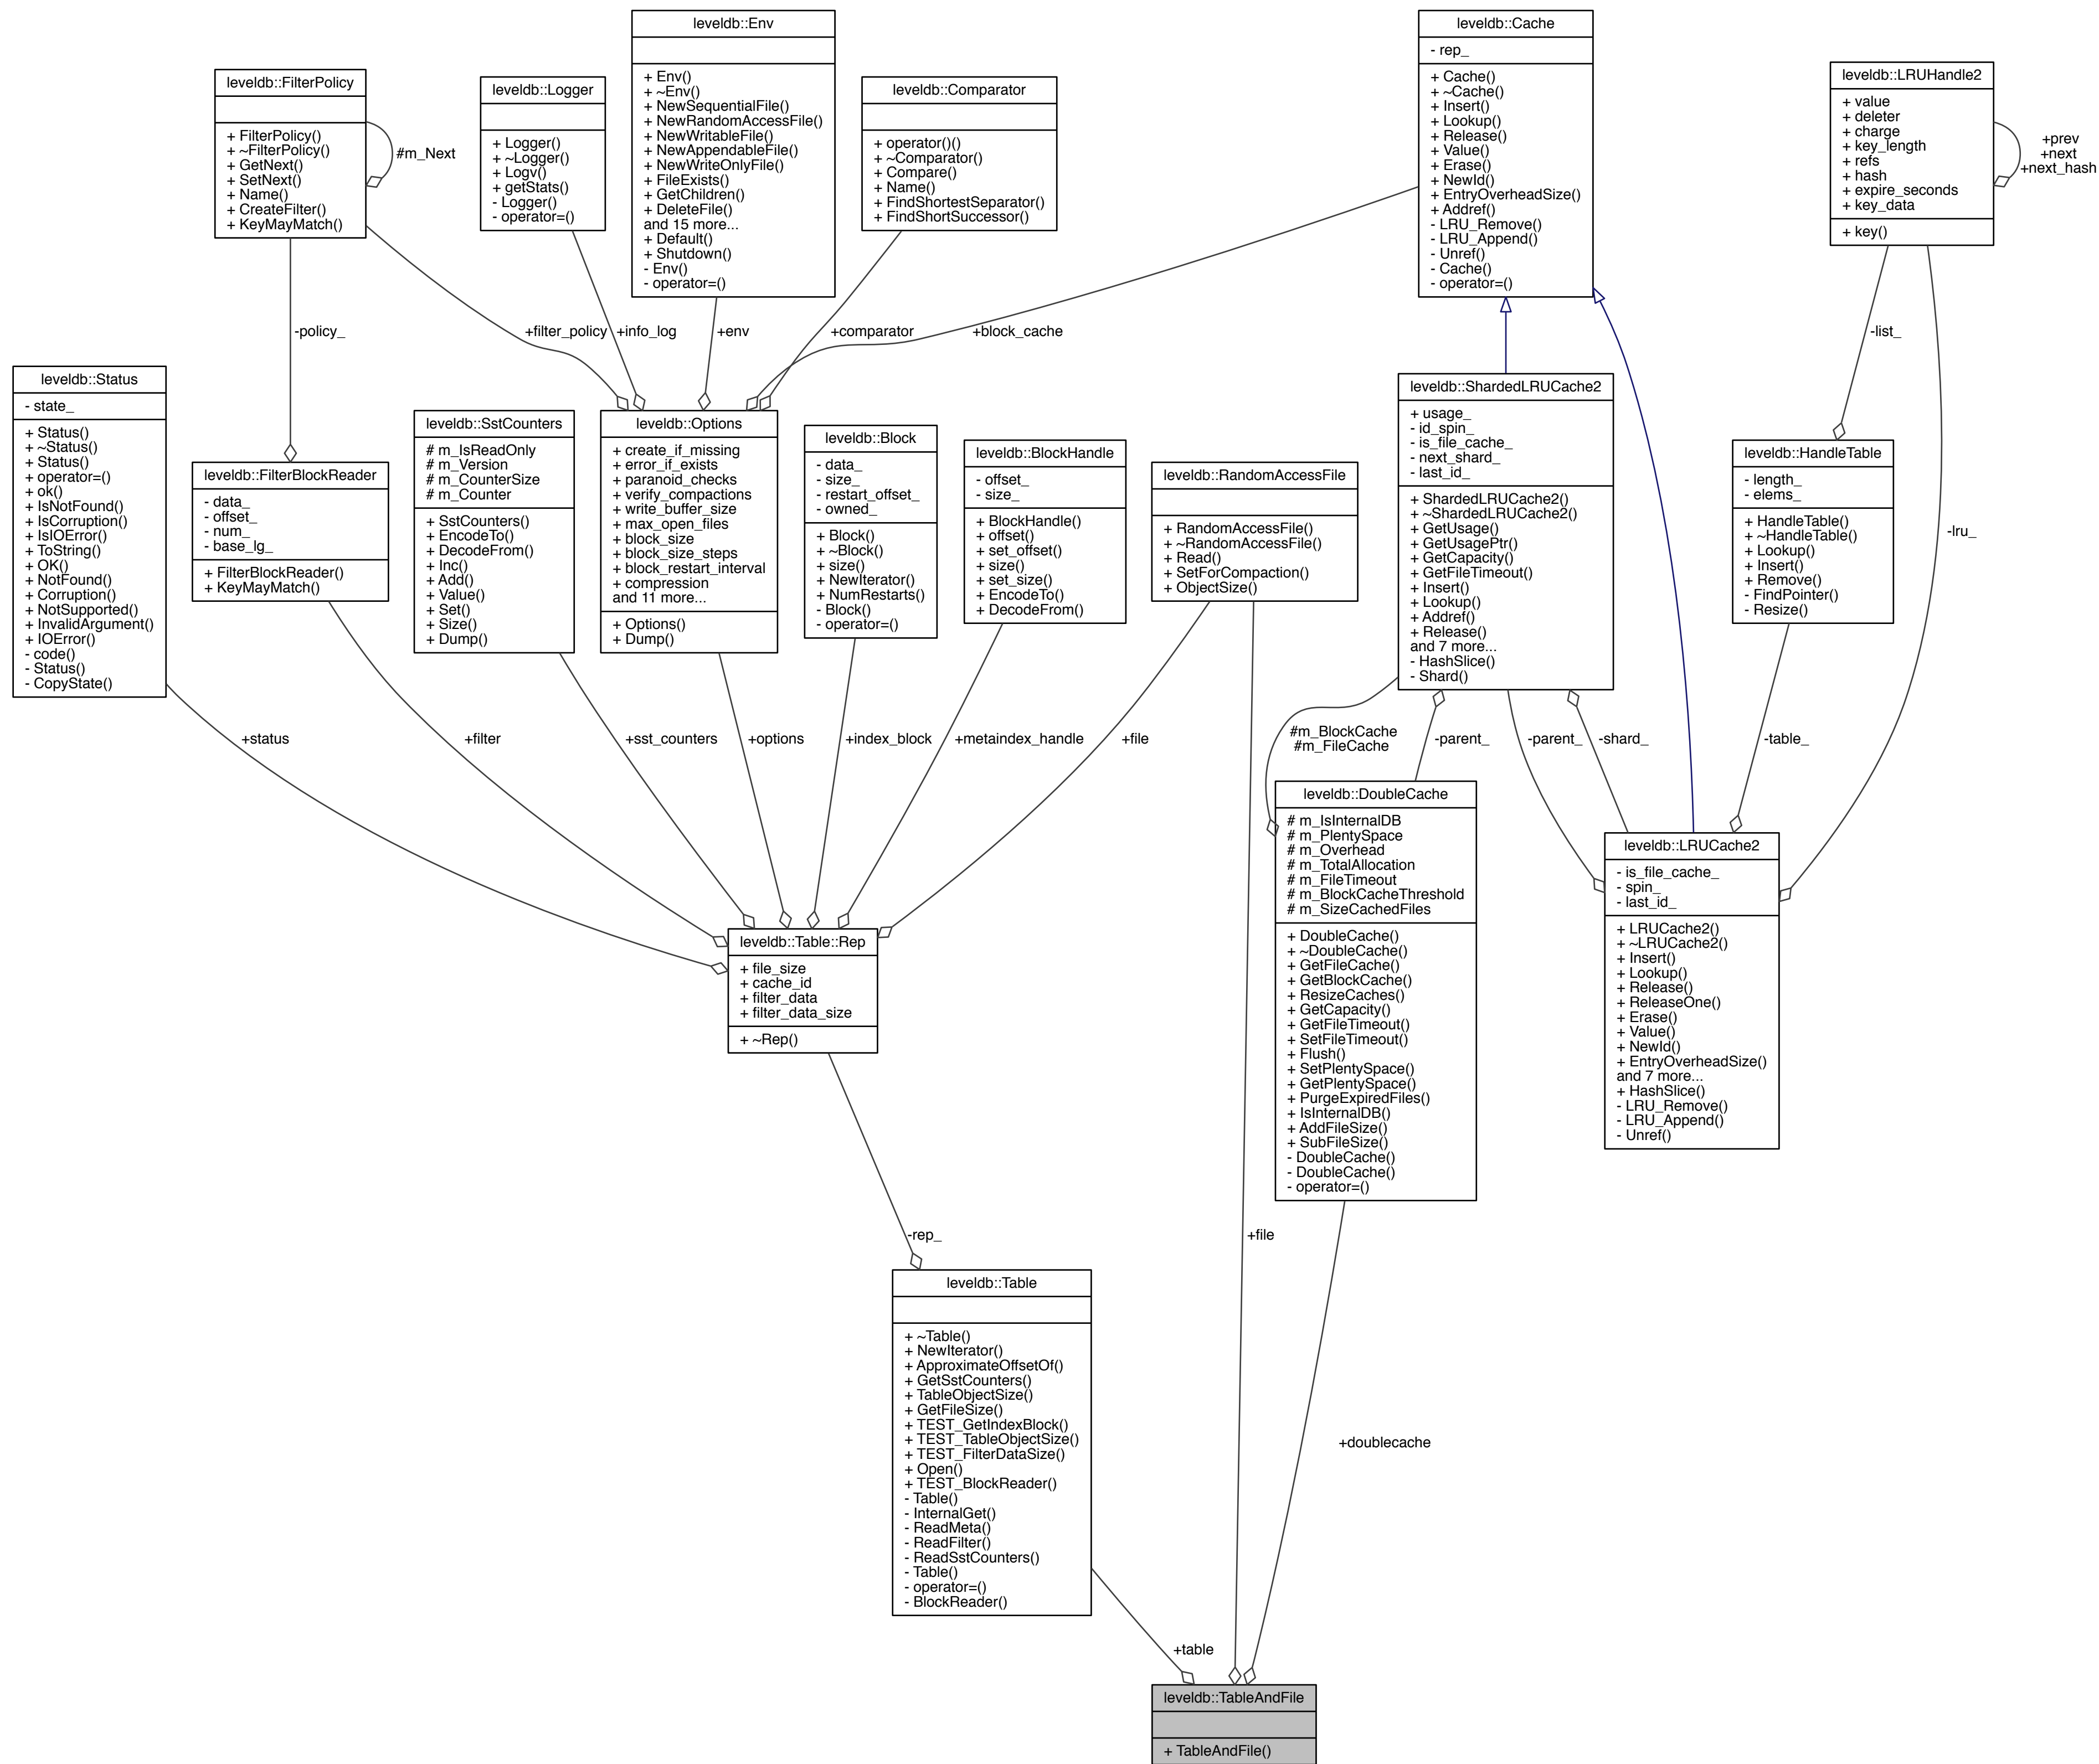 leveldb::Env
+ Env()
+ ~Env()
+ NewSequentialFile()
+ NewRandomAccessFile()
+ NewWritableFile()
+ NewAppendableFile()
+ NewWriteOnlyFile()
+ FileExists()
+ GetChildren()
+ DeleteFile()
and 15 more...
+ Default()
+ Shutdown()
- Env()
- operator=()
leveldb::Cache
- rep_
+ Cache()
+ ~Cache()
+ Insert()
+ Lookup()
+ Release()
+ Value()
+ Erase()
+ NewId()
+ EntryOverheadSize()
+ Addref()
- LRU_Remove()
- LRU_Append()
- Unref()
- Cache()
- operator=()
leveldb::LRUHandle2
+ value
+ deleter
+ charge
+ key_length
+ refs
+ hash
+ expire_seconds
+ key_data
+ key()
+prev
+next
+next_hash
leveldb::FilterPolicy
+ FilterPolicy()
+ ~FilterPolicy()
+ GetNext()
+ SetNext()
+ Name()
+ CreateFilter()
+ KeyMayMatch()
#m_Next
leveldb::Logger
+ Logger()
+ ~Logger()
+ Logv()
+ getStats()
- Logger()
- operator=()
leveldb::Comparator
+ operator()()
+ ~Comparator()
+ Compare()
+ Name()
+ FindShortestSeparator()
+ FindShortSuccessor()
-policy_
+filter_policy
+info_log
+env
+comparator
+block_cache
-list_
leveldb::Status
- state_
+ Status()
+ ~Status()
+ Status()
+ operator=()
+ ok()
+ IsNotFound()
+ IsCorruption()
+ IsIOError()
+ ToString()
+ OK()
+ NotFound()
+ Corruption()
+ NotSupported()
+ InvalidArgument()
+ IOError()
- code()
- Status()
- CopyState()
leveldb::FilterBlockReader
- data_
- offset_
- num_
- base_lg_
+ FilterBlockReader()
+ KeyMayMatch()
leveldb::SstCounters
# m_IsReadOnly
# m_Version
# m_CounterSize
# m_Counter
+ SstCounters()
+ EncodeTo()
+ DecodeFrom()
+ Inc()
+ Add()
+ Value()
+ Set()
+ Size()
+ Dump()
leveldb::Options
+ create_if_missing
+ error_if_exists
+ paranoid_checks
+ verify_compactions
+ write_buffer_size
+ max_open_files
+ block_size
+ block_size_steps
+ block_restart_interval
+ compression
and 11 more...
+ Options()
+ Dump()
leveldb::Block
- data_
- size_
- restart_offset_
- owned_
+ Block()
+ ~Block()
+ size()
+ NewIterator()
+ NumRestarts()
- Block()
- operator=()
leveldb::BlockHandle
- offset_
- size_
+ BlockHandle()
+ offset()
+ set_offset()
+ size()
+ set_size()
+ EncodeTo()
+ DecodeFrom()
leveldb::RandomAccessFile
+ RandomAccessFile()
+ ~RandomAccessFile()
+ Read()
+ SetForCompaction()
+ ObjectSize()
leveldb::ShardedLRUCache2
+ usage_
- id_spin_
- is_file_cache_
- next_shard_
- last_id_
+ ShardedLRUCache2()
+ ~ShardedLRUCache2()
+ GetUsage()
+ GetUsagePtr()
+ GetCapacity()
+ GetFileTimeout()
+ Insert()
+ Lookup()
+ Addref()
+ Release()
and 7 more...
- HashSlice()
- Shard()
leveldb::HandleTable
- length_
- elems_
+ HandleTable()
+ ~HandleTable()
+ Lookup()
+ Insert()
+ Remove()
- FindPointer()
- Resize()
-lru_
+status
+filter
+sst_counters
+options
+index_block
+metaindex_handle
+file
#m_BlockCache
#m_FileCache
-parent_
-parent_
-shard_
-table_
leveldb::DoubleCache
# m_IsInternalDB
# m_PlentySpace
# m_Overhead
# m_TotalAllocation
# m_FileTimeout
# m_BlockCacheThreshold
# m_SizeCachedFiles
+ DoubleCache()
+ ~DoubleCache()
+ GetFileCache()
+ GetBlockCache()
+ ResizeCaches()
+ GetCapacity()
+ GetFileTimeout()
+ SetFileTimeout()
+ Flush()
+ SetPlentySpace()
+ GetPlentySpace()
+ PurgeExpiredFiles()
+ IsInternalDB()
+ AddFileSize()
+ SubFileSize()
- DoubleCache()
- DoubleCache()
- operator=()
leveldb::LRUCache2
- is_file_cache_
- spin_
- last_id_
+ LRUCache2()
+ ~LRUCache2()
+ Insert()
+ Lookup()
+ Release()
+ ReleaseOne()
+ Erase()
+ Value()
+ NewId()
+ EntryOverheadSize()
and 7 more...
+ HashSlice()
- LRU_Remove()
- LRU_Append()
- Unref()
leveldb::Table::Rep
+ file_size
+ cache_id
+ filter_data
+ filter_data_size
+ ~Rep()
-rep_
+file
leveldb::Table
+ ~Table()
+ NewIterator()
+ ApproximateOffsetOf()
+ GetSstCounters()
+ TableObjectSize()
+ GetFileSize()
+ TEST_GetIndexBlock()
+ TEST_TableObjectSize()
+ TEST_FilterDataSize()
+ Open()
+ TEST_BlockReader()
- Table()
- InternalGet()
- ReadMeta()
- ReadFilter()
- ReadSstCounters()
- Table()
- operator=()
- BlockReader()
+doublecache
+table
leveldb::TableAndFile
+ TableAndFile()